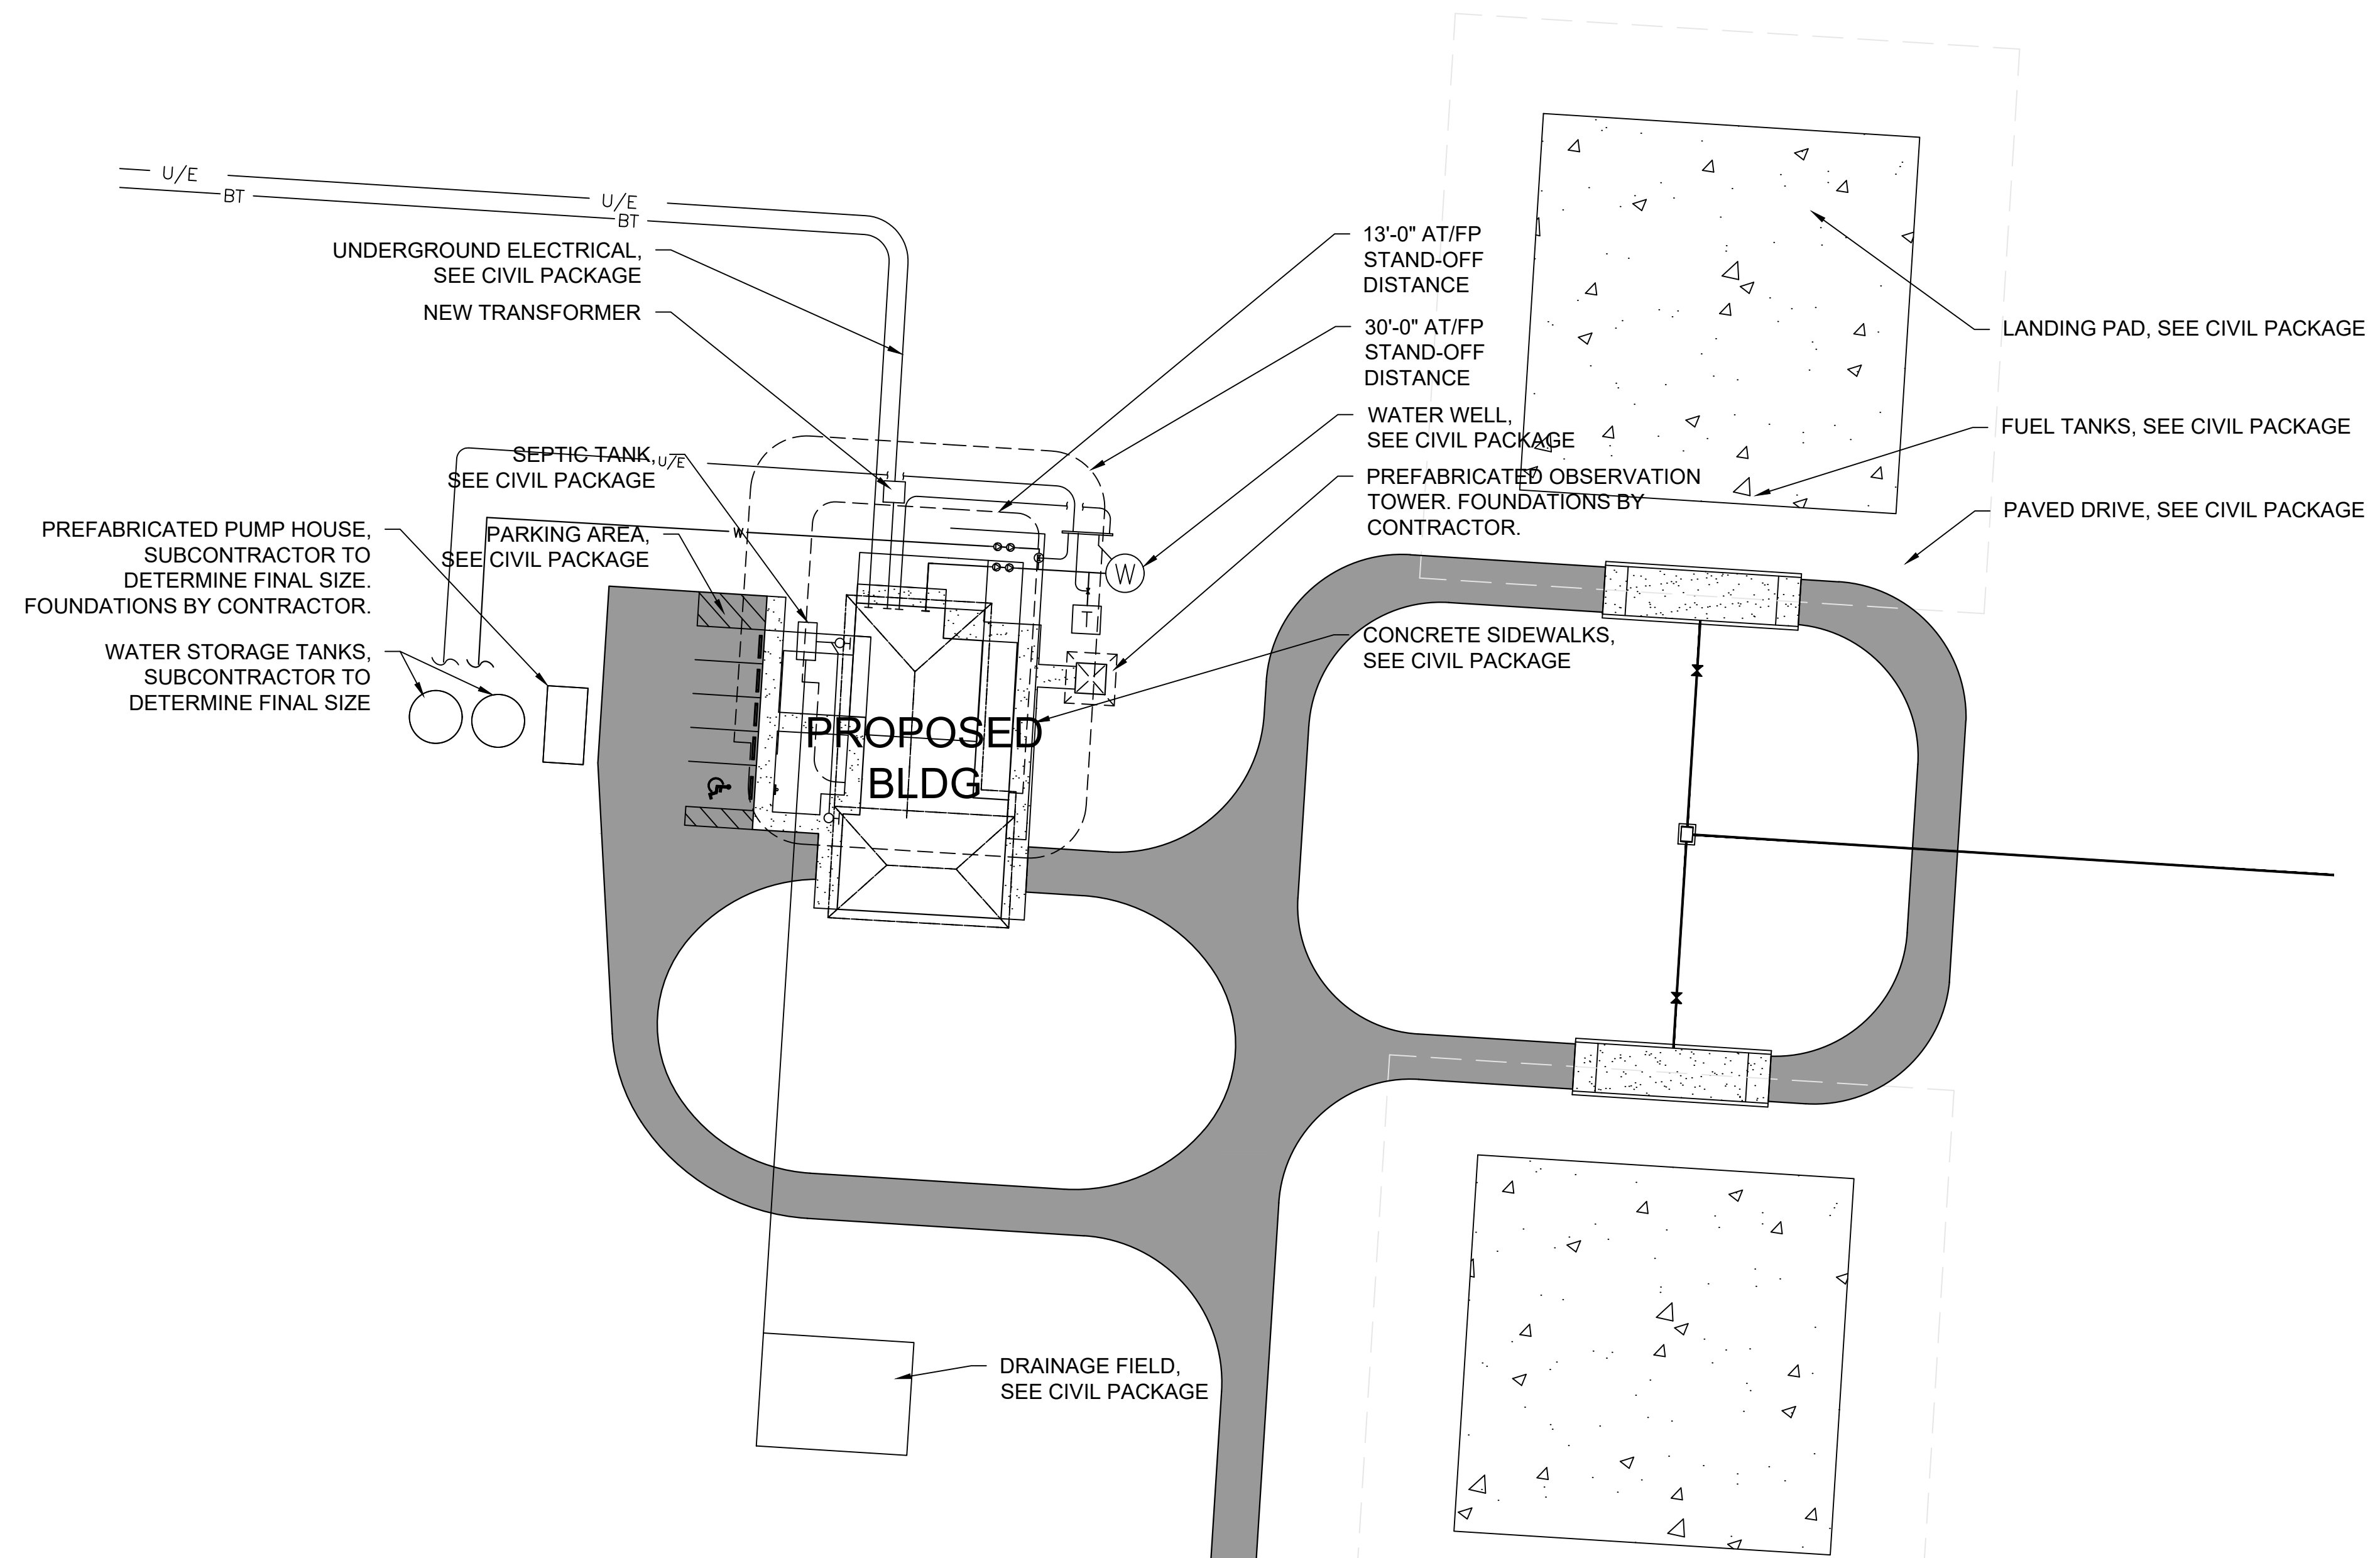 U/E
BT
U/E
BT
UNDERGROUND ELECTRICAL,
SEE CIVIL PACKAGE
NEW TRANSFORMER
SEPTIC TANK,
SEE CIVIL PACKAGE
U/E
PREFABRICATED PUMP HOUSE,
SUBCONTRACTOR TO
DETERMINE FINAL SIZE.
FOUNDATIONS BY CONTRACTOR.
PARKING AREA,
SEE CIVIL PACKAGE
W
WATER STORAGE TANKS,
SUBCONTRACTOR TO
DETERMINE FINAL SIZE
13'-0" AT/FP
STAND-OFF
DISTANCE
30'-0" AT/FP
STAND-OFF
DISTANCE
WATER WELL,
SEE CIVIL PACKAGE
PREFABRICATED OBSERVATION
TOWER. FOUNDATIONS BY
CONTRACTOR.
W
T
CONCRETE SIDEWALKS,
SEE CIVIL PACKAGE
PROPOSED
BLDG
LANDING PAD, SEE CIVIL PACKAGE
FUEL TANKS, SEE CIVIL PACKAGE
PAVED DRIVE, SEE CIVIL PACKAGE
DRAINAGE FIELD,
SEE CIVIL PACKAGE